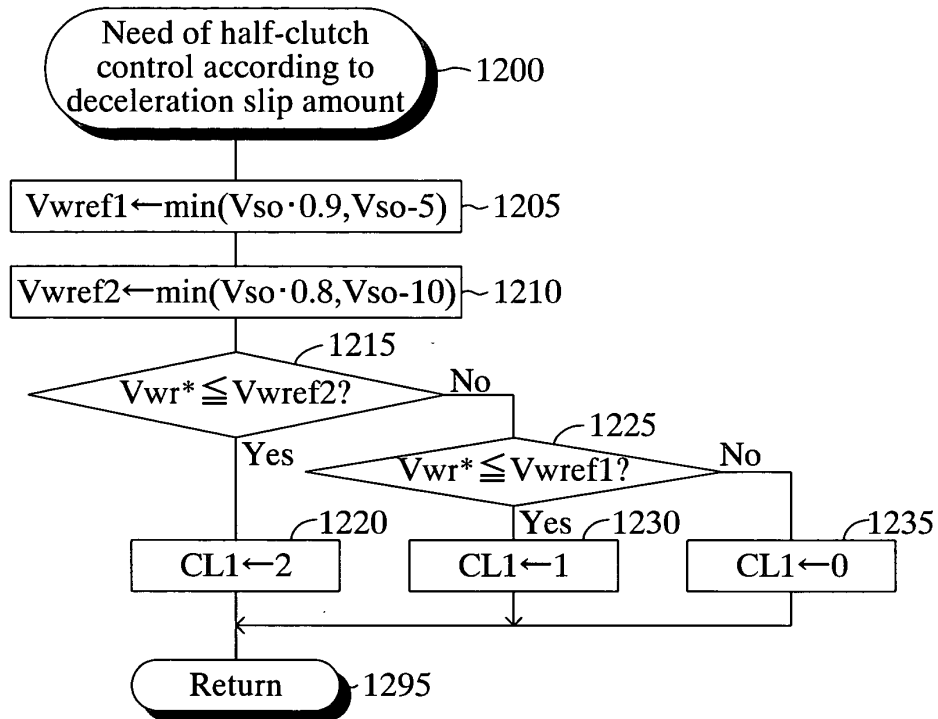 Need of half-clutch
control according to
deceleration slip amount
1200
Vwref1←min(Vso·0.9,Vso-5)
1205
Vwref2←min(Vso·0.8,Vso-10)
1210
1215
Vwr*≦Vwref2?
No
Yes
1225
Vwr*≦Vwref1?
No
Yes
1220
CL1←2
1230
CL1←1
1235
CL1←0
Return
1295